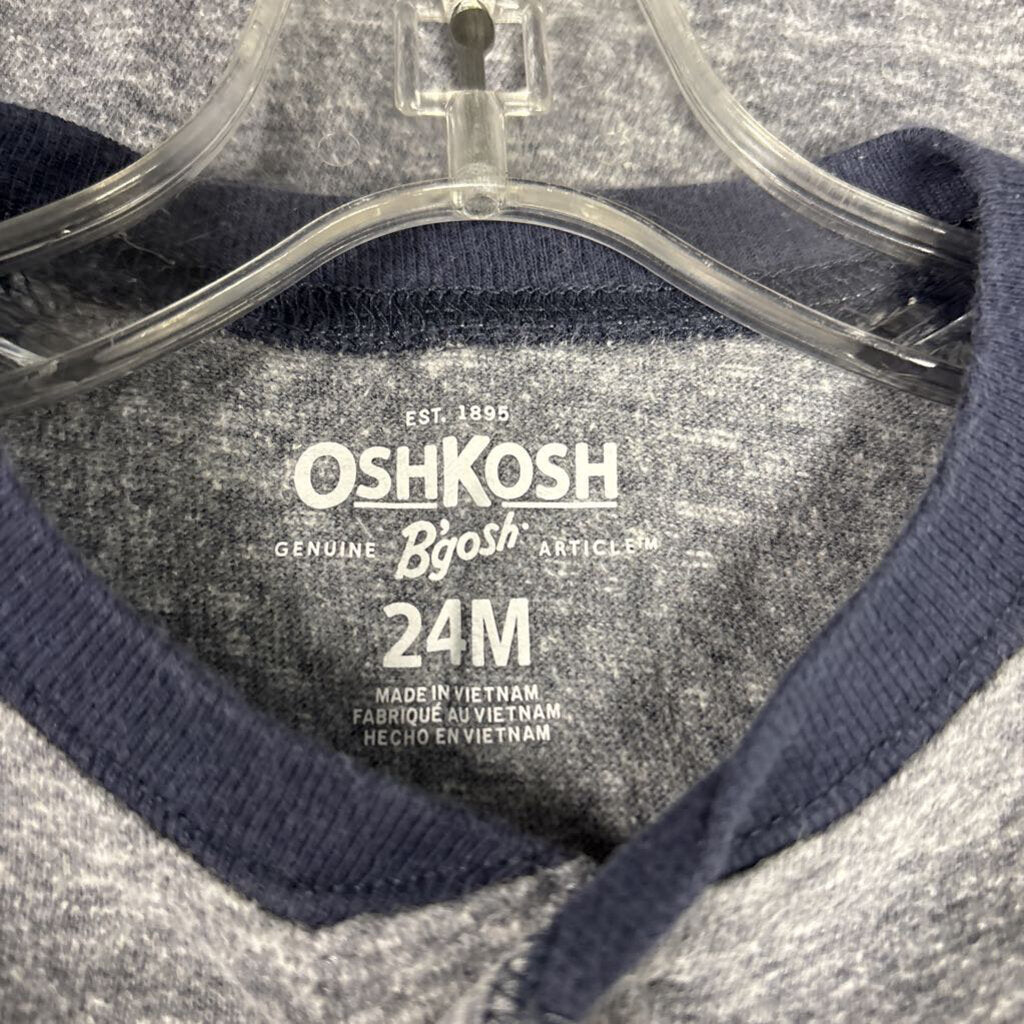 EST. 1895
OSHKOSH
GENUINE B'gosh ARTICLE™
24M
MADE IN VIETNAM
FABRIQUÉ AU VIETNAM
HECHO EN VIETNAM